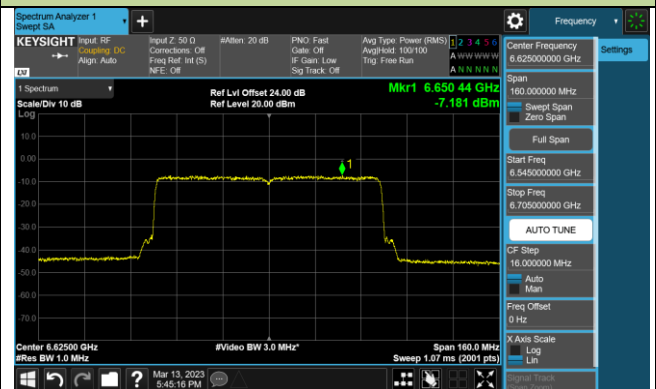 Spectrum Analyzer 1
Swept SA
Frequency
KEYSIGHT
Input: RF
Coupling: DC
Align: Auto
Input Z: 50 Ω
Corrections: Off
Freq Ref: Int (S)
NFE: Off
#Atten: 20 dB
PNO: Fast
Gate: Off
IF Gain: Low
Sig Track: Off
Avg Type: Power (RMS)
Avg|Hold: 100/100
Trig: Free Run
1 2 3 4 5 6
A W W W W W
A N N N N N
LXI
1 Spectrum
Scale/Div 10 dB
Log
Ref Lvl Offset 24.00 dB
Ref Level 20.00 dBm
Mkr1 6.650 44 GHz
-7.181 dBm
10.0
0.00
-10.0
-20.0
-30.0
-40.0
-50.0
-60.0
-70.0
1
Center 6.62500 GHz
#Res BW 1.0 MHz
#Video BW 3.0 MHz*
Span 160.0 MHz
Sweep 1.07 ms (2001 pts)
Mar 13, 2023
5:45:16 PM
Center Frequency
6.625000000 GHz
Settings
Span
160.000000 MHz
Swept Span
Zero Span
Full Span
Start Freq
6.545000000 GHz
Stop Freq
6.705000000 GHz
AUTO TUNE
CF Step
16.000000 MHz
Auto
Man
Freq Offset
0 Hz
X Axis Scale
Log
Lin
Signal Track
(Span Zoom)